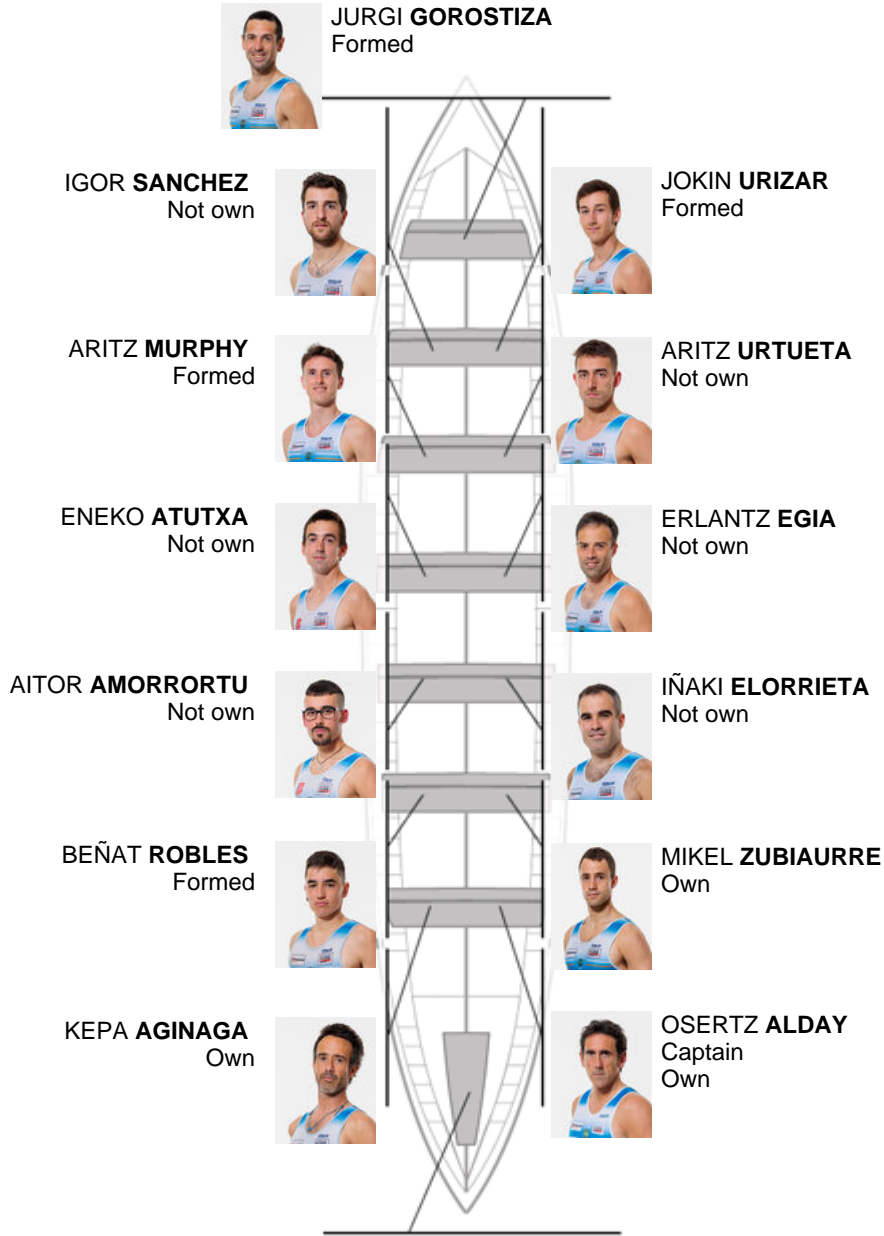 JURGI GOROSTIZA
Formed
IGOR SANCHEZ
Not own
JOKIN URIZAR
Formed
ARITZ MURPHY
Formed
ARITZ URTUETA
Not own
ENEKO ATUTXA
Not own
ERLANTZ EGIA
Not own
AITOR AMORRORTU
Not own
IÑAKI ELORRIETA
Not own
BEÑAT ROBLES
Formed
MIKEL ZUBIAURRE
Own
KEPA AGINAGA
Own
OSERTZ ALDAY
Captain
Own